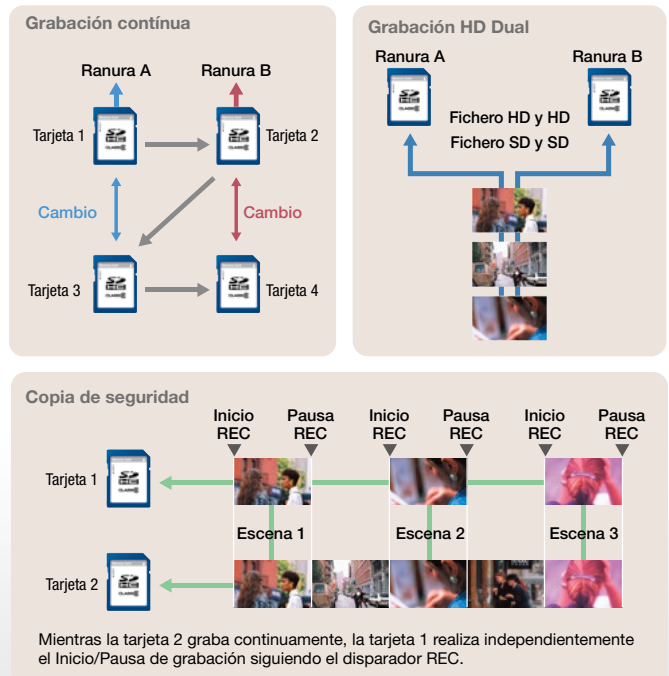 Grabación contínua
Ranura A Ranura B
Tarjeta 1 Tarjeta 2
Cambio Cambio
Tarjeta 3 Tarjeta 4
Grabación HD Dual
Ranura A Ranura B
Fichero HD y HD
Fichero SD y SD
Copia de seguridad
Inicio REC Pausa REC Inicio REC Pausa REC Inicio REC Pausa REC
Tarjeta 1
Escena 1 Escena 2 Escena 3
Tarjeta 2
Mientras la tarjeta 2 graba continuamente, la tarjeta 1 realiza independientemente
el Inicio/Pausa de grabación siguiendo el disparador REC.